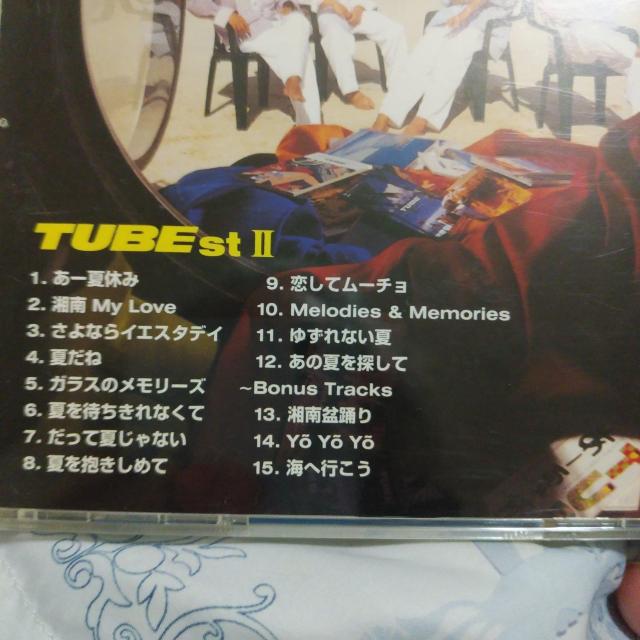 TUBEst II
1. あー夏休み
2. 湘南 My Love
3. さよならイエスタデイ
4. 夏だね
5. ガラスのメモリーズ
6. 夏を待ちきれなくて
7. だって夏じゃない
8. 夏を抱きしめて
9. 恋してムーチョ
10. Melodies & Memories
11. ゆずれない夏
12. あの夏を探して
~Bonus Tracks
13. 湘南盆踊り
14. Yō Yō Yō
15. 海へ行こう